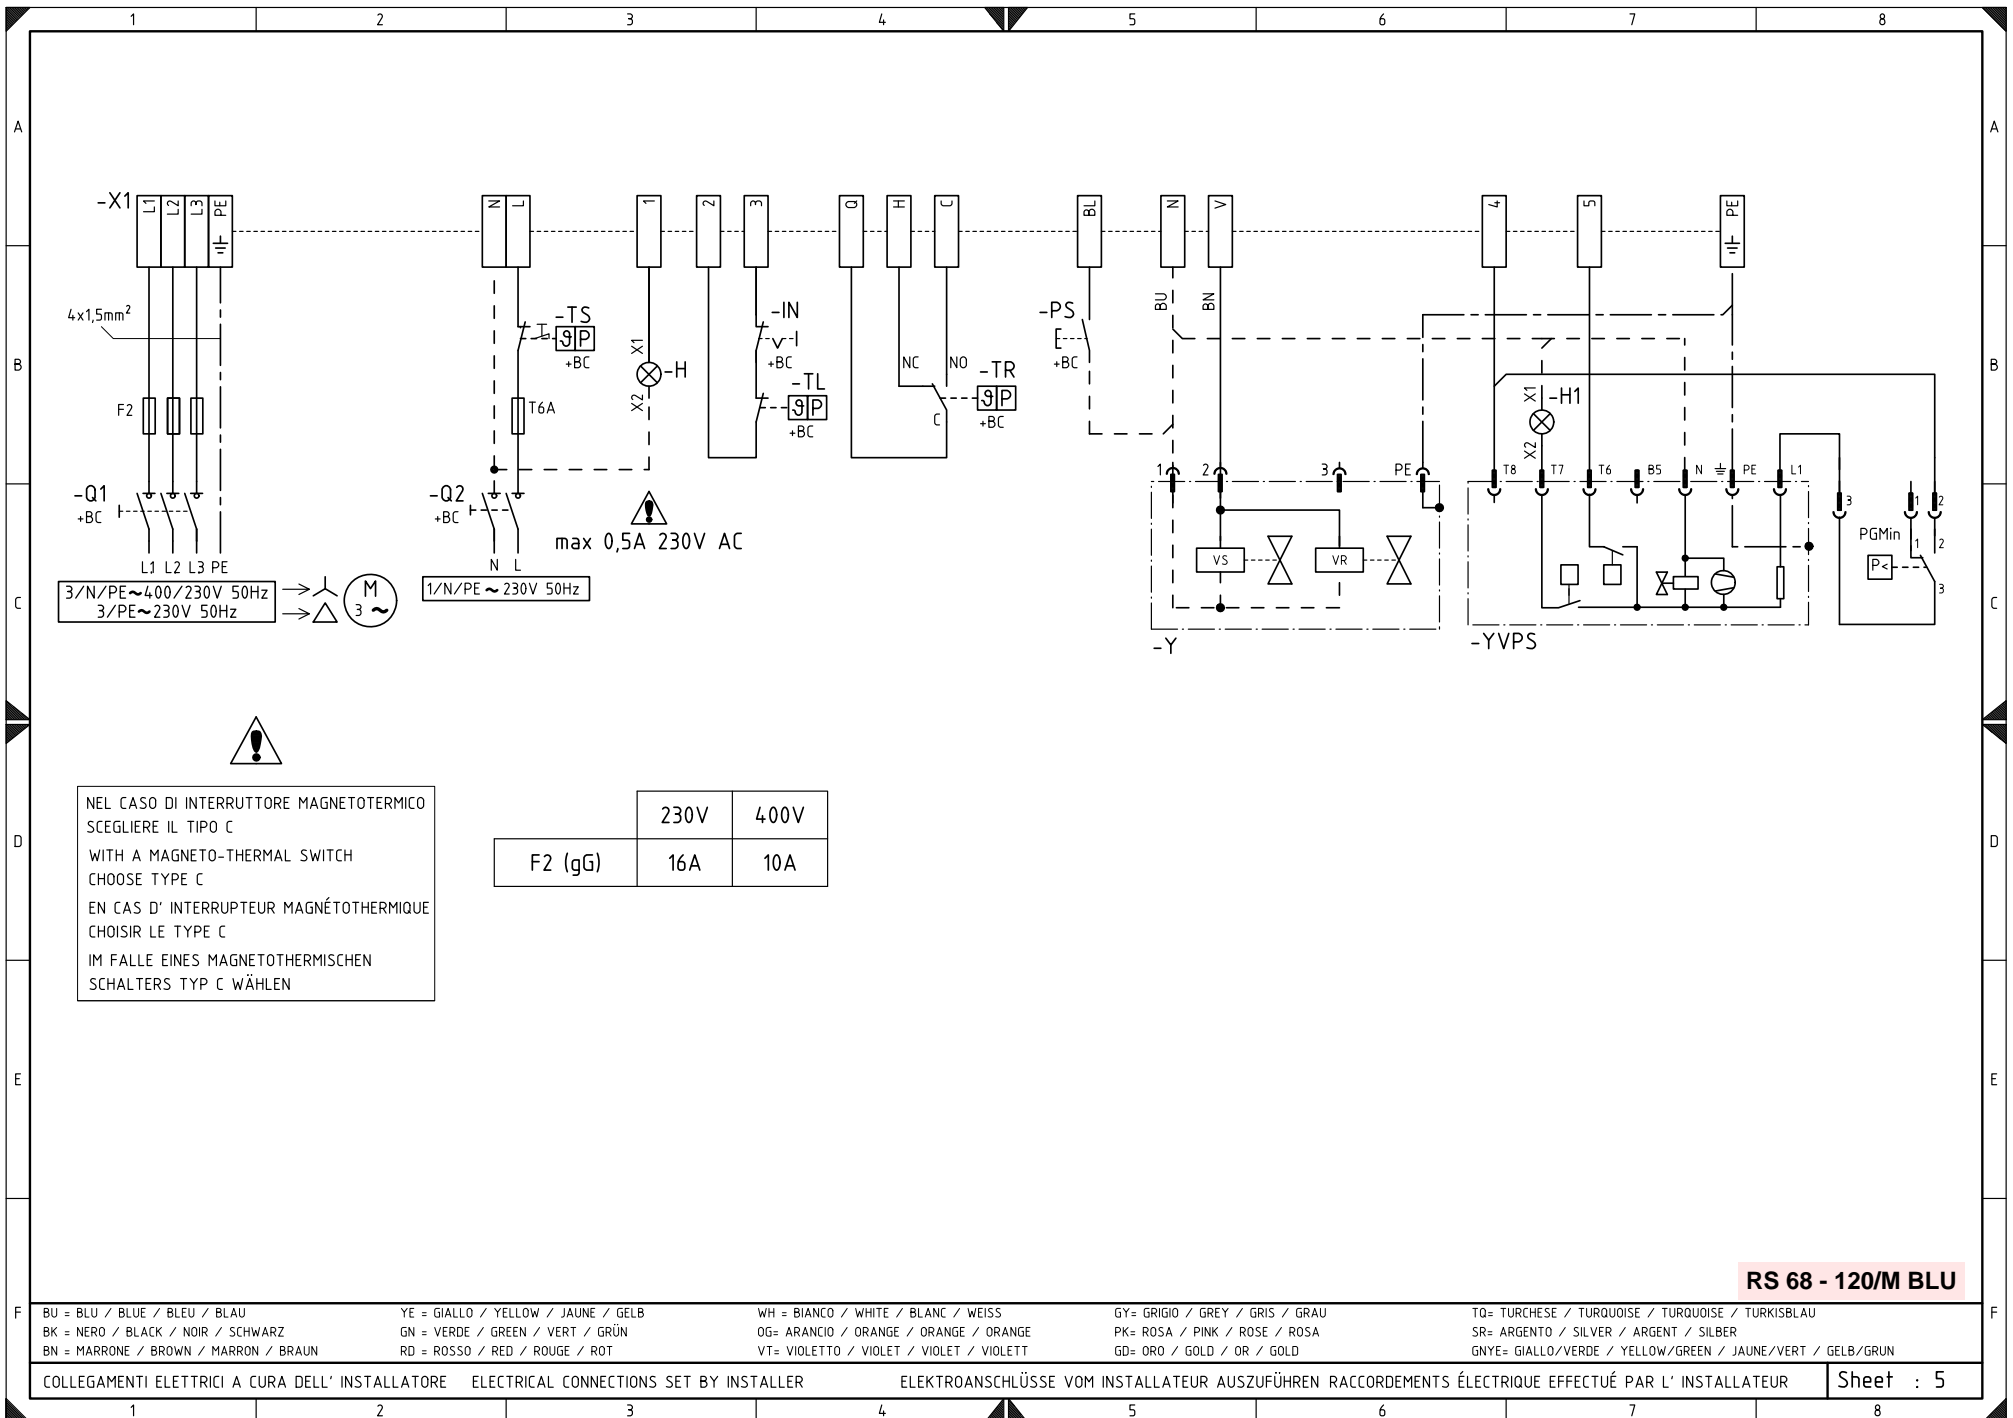 1 2 3 4 5 6 7 8
A A
-X1 L1 L2 L3 PE N L 1 2 3 Q H C BL N V 4 5 PE
4x1,5mm²
-TS
ϑ P
+BC
X1
-H
X2
-IN
+BC
-TL
ϑ P
+BC
NC NO
-TR
ϑ P
C
+BC
-PS
+BC
BU
BN
X1
-H1
X2
B B
F2
T6A
1 2 3 PE
T8 T7 T6 B5 N PE L1
3 1 2
-Q1
+BC
-Q2
+BC
max 0,5A 230V AC
L1 L2 L3 PE
N L
3/N/PE~400/230V 50Hz
3/PE~230V 50Hz
M
3 ~
1/N/PE ~ 230V 50Hz
VS VR
PGMin
1 2
P<
3
C C
-Y
-YVPS
NEL CASO DI INTERRUTTORE MAGNETOTERMICO
SCEGLIERE IL TIPO C
WITH A MAGNETO-THERMAL SWITCH
CHOOSE TYPE C
EN CAS D' INTERRUPTEUR MAGNÉTOTHERMIQUE
CHOISIR LE TYPE C
IM FALLE EINES MAGNETOTHERMISCHEN
SCHALTERS TYP C WÄHLEN
230V 400V
F2 (gG) 16A 10A
D D
E E
RS 68 - 120/M BLU
F F
BU = BLU / BLUE / BLEU / BLAU
BK = NERO / BLACK / NOIR / SCHWARZ
BN = MARRONE / BROWN / MARRON / BRAUN
YE = GIALLO / YELLOW / JAUNE / GELB
GN = VERDE / GREEN / VERT / GRÜN
RD = ROSSO / RED / ROUGE / ROT
WH = BIANCO / WHITE / BLANC / WEISS
OG= ARANCIO / ORANGE / ORANGE / ORANGE
VT= VIOLETTO / VIOLET / VIOLET / VIOLETT
GY= GRIGIO / GREY / GRIS / GRAU
PK= ROSA / PINK / ROSE / ROSA
GD= ORO / GOLD / OR / GOLD
TQ= TURCHESE / TURQUOISE / TURQUOISE / TURKISBLAU
SR= ARGENTO / SILVER / ARGENT / SILBER
GNYE= GIALLO/VERDE / YELLOW/GREEN / JAUNE/VERT / GELB/GRUN
COLLEGAMENTI ELETTRICI A CURA DELL' INSTALLATORE ELECTRICAL CONNECTIONS SET BY INSTALLER ELEKTROANSCHLÜSSE VOM INSTALLATEUR AUSZUFÜHREN RACCORDEMENTS ÉLECTRIQUE EFFECTUÉ PAR L' INSTALLATEUR
Sheet : 5
1 2 3 4 5 6 7 8